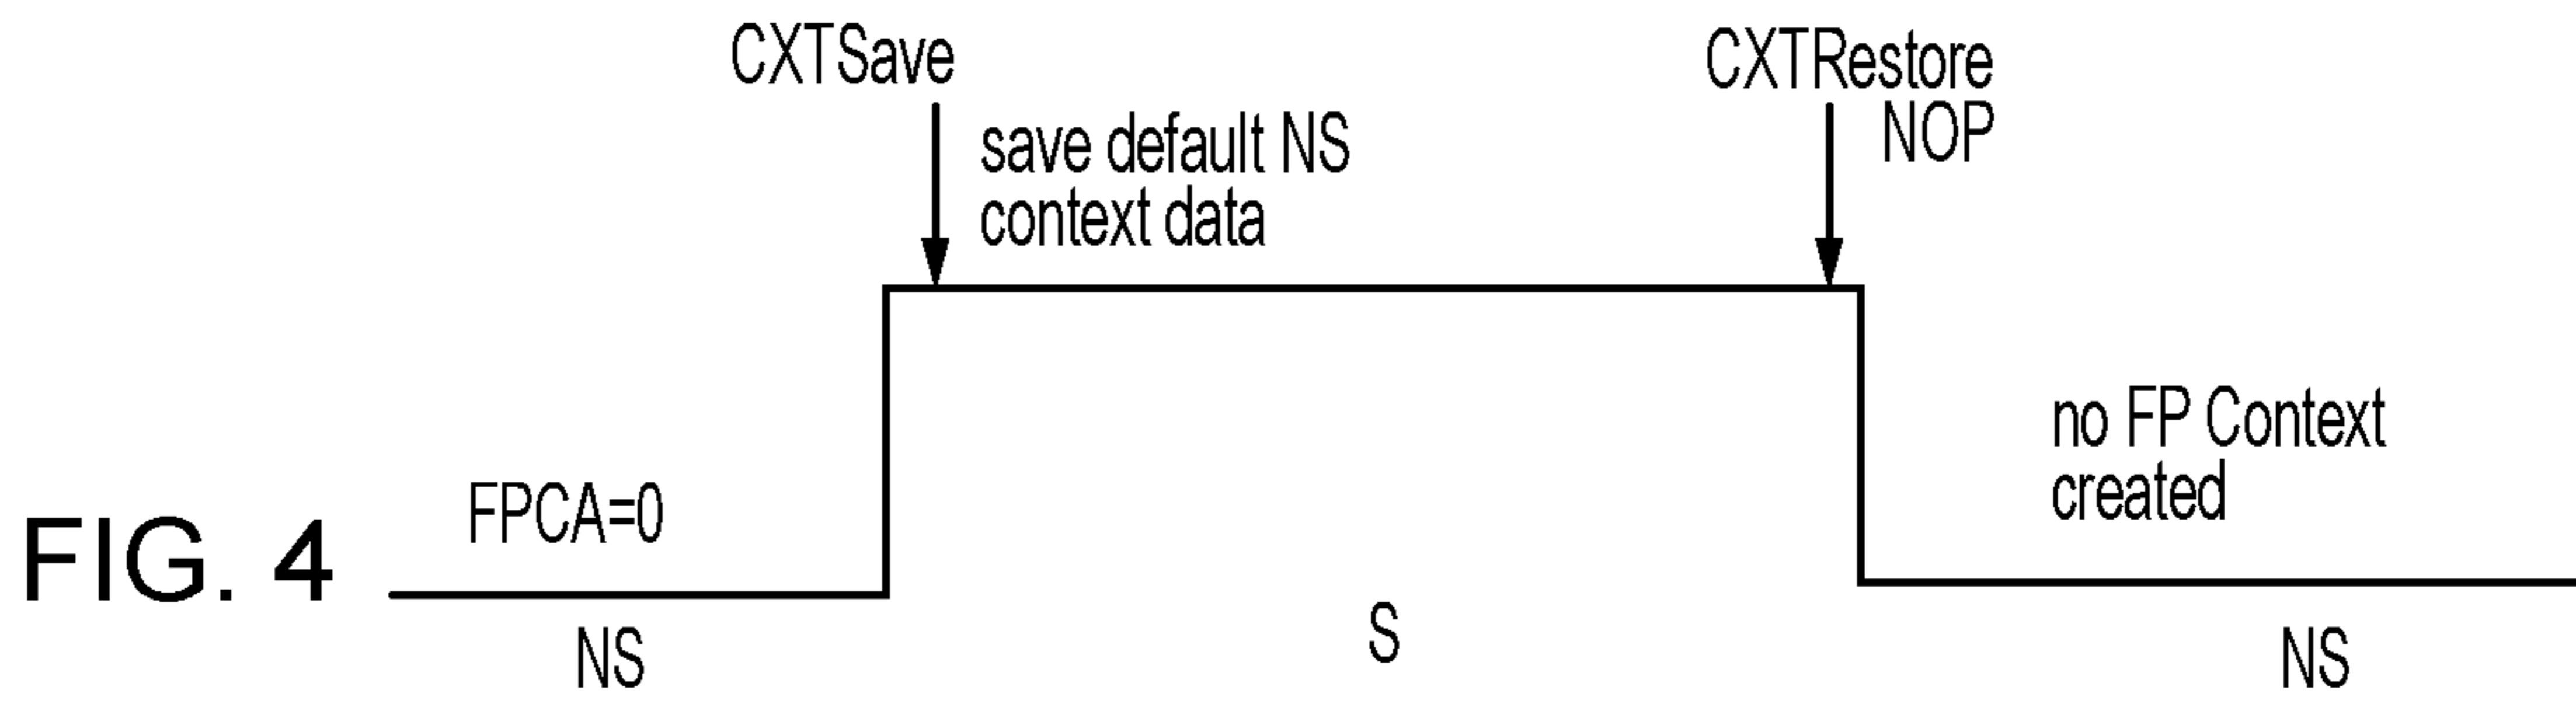 CXTSave
save default NS
context data
CXTRestore
NOP
FPCA=0
no FP Context
created
FIG. 4
NS
S
NS